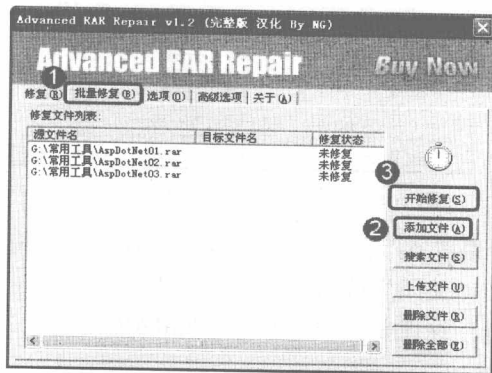 Advanced RAR Repair v1.2 (完整版 汉化 By NG)
Advanced RAR Repair
Buy Now
1
修复(R) 批量修复(B) 选项(O) 高级选项 关于(A)
修复文件列表:
源文件名 目标文件名 修复状态
G:\常用工具\AspDotNet01.rar 未修复
G:\常用工具\AspDotNet02.rar 未修复
G:\常用工具\AspDotNet03.rar 未修复
3
开始修复(S)
2
添加文件(A)
搜索文件(S)
上传文件(U)
删除文件(R)
删除全部(E)